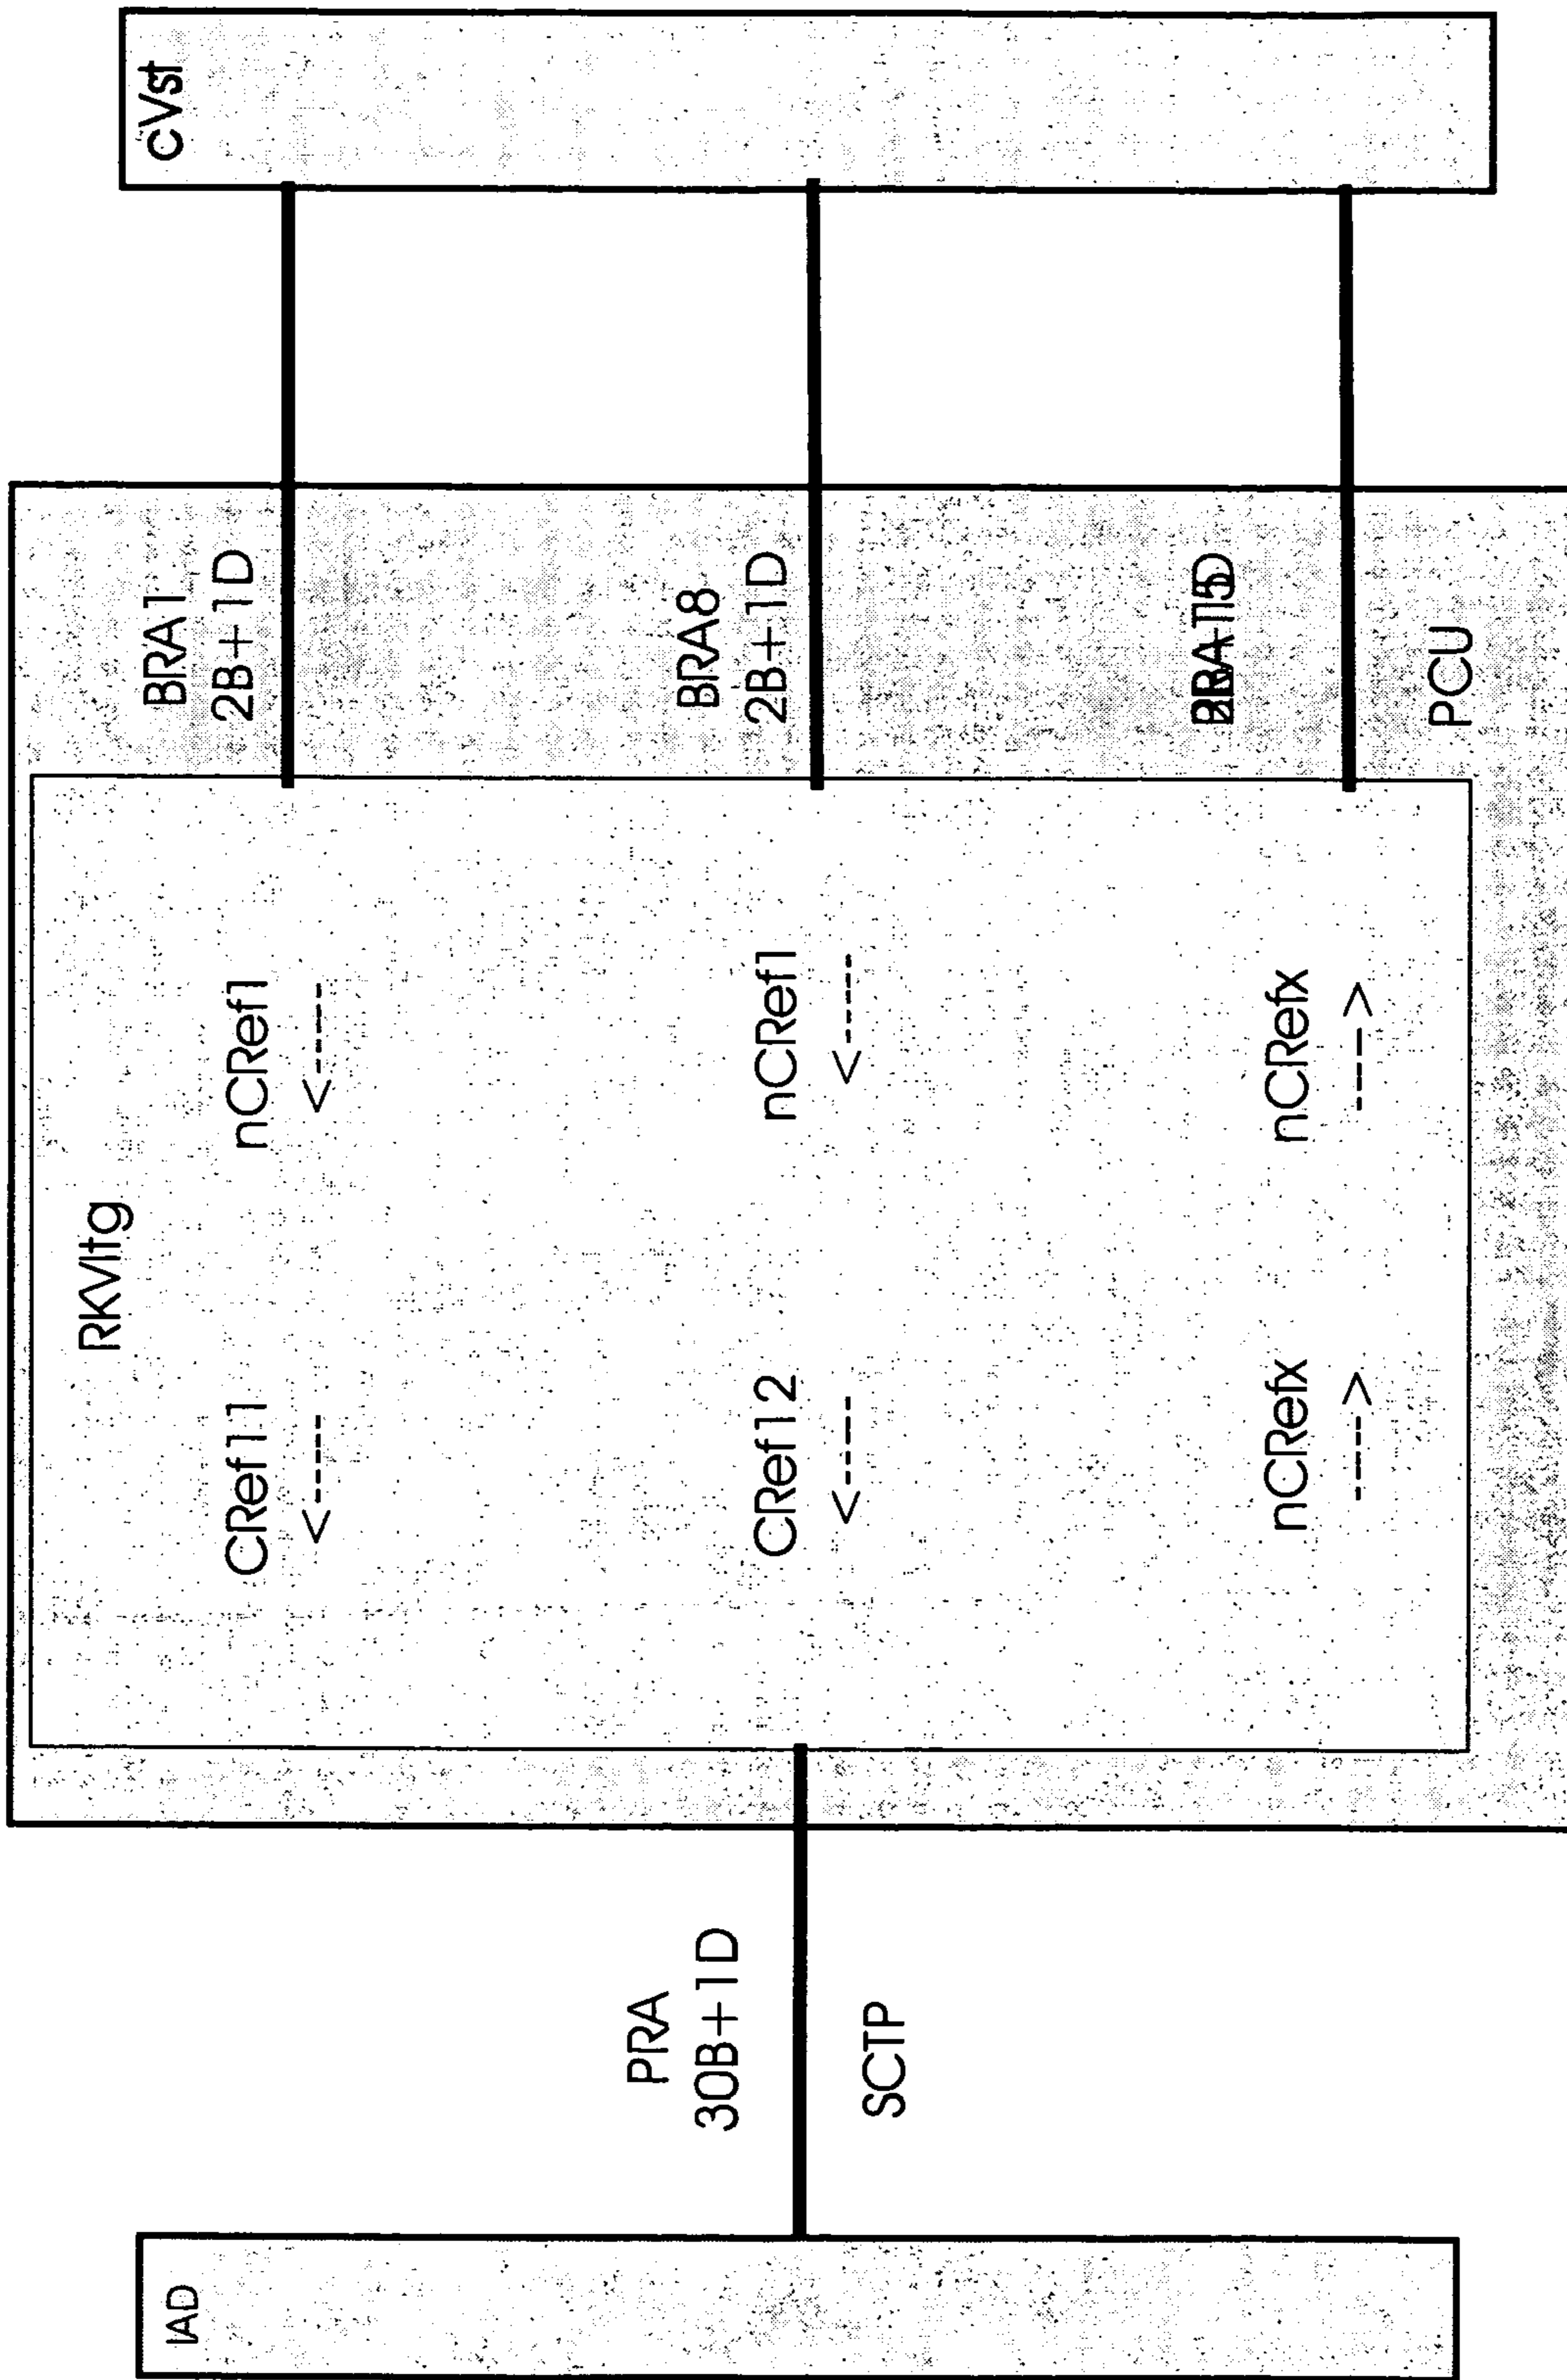 IAD
PRA
30B+1D
SCTP
RKVltg
CRef11
<-----
nCRef1
<-----
CRef12
<-----
nCRef1
<-----
nCRefx
----->
nCRefx
----->
BRA1
2B+1D
BRA8
2B+1D
PCU
cVst